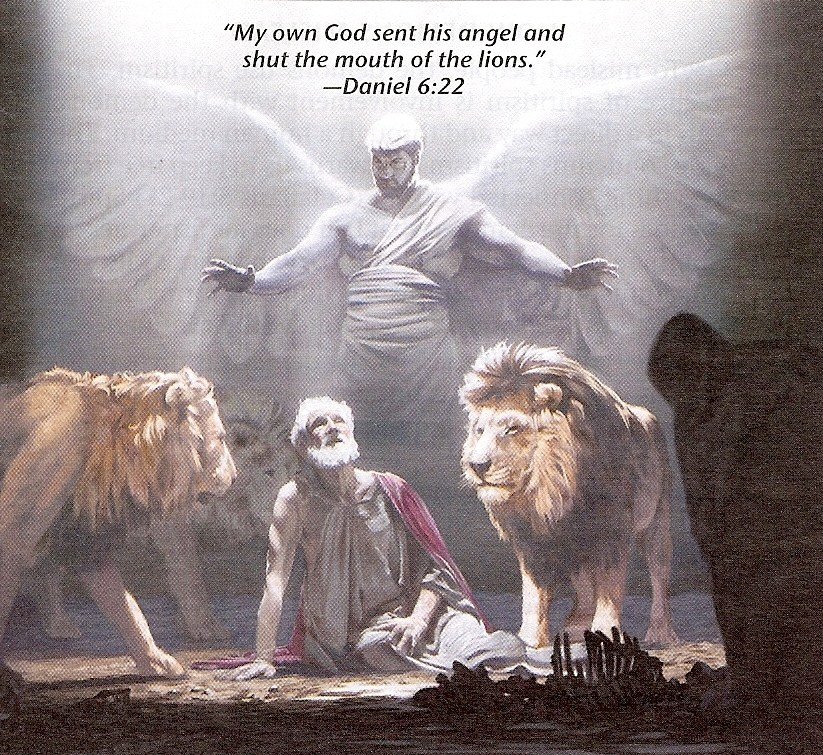 “My own God sent his angel and
shut the mouth of the lions.”
—Daniel 6:22